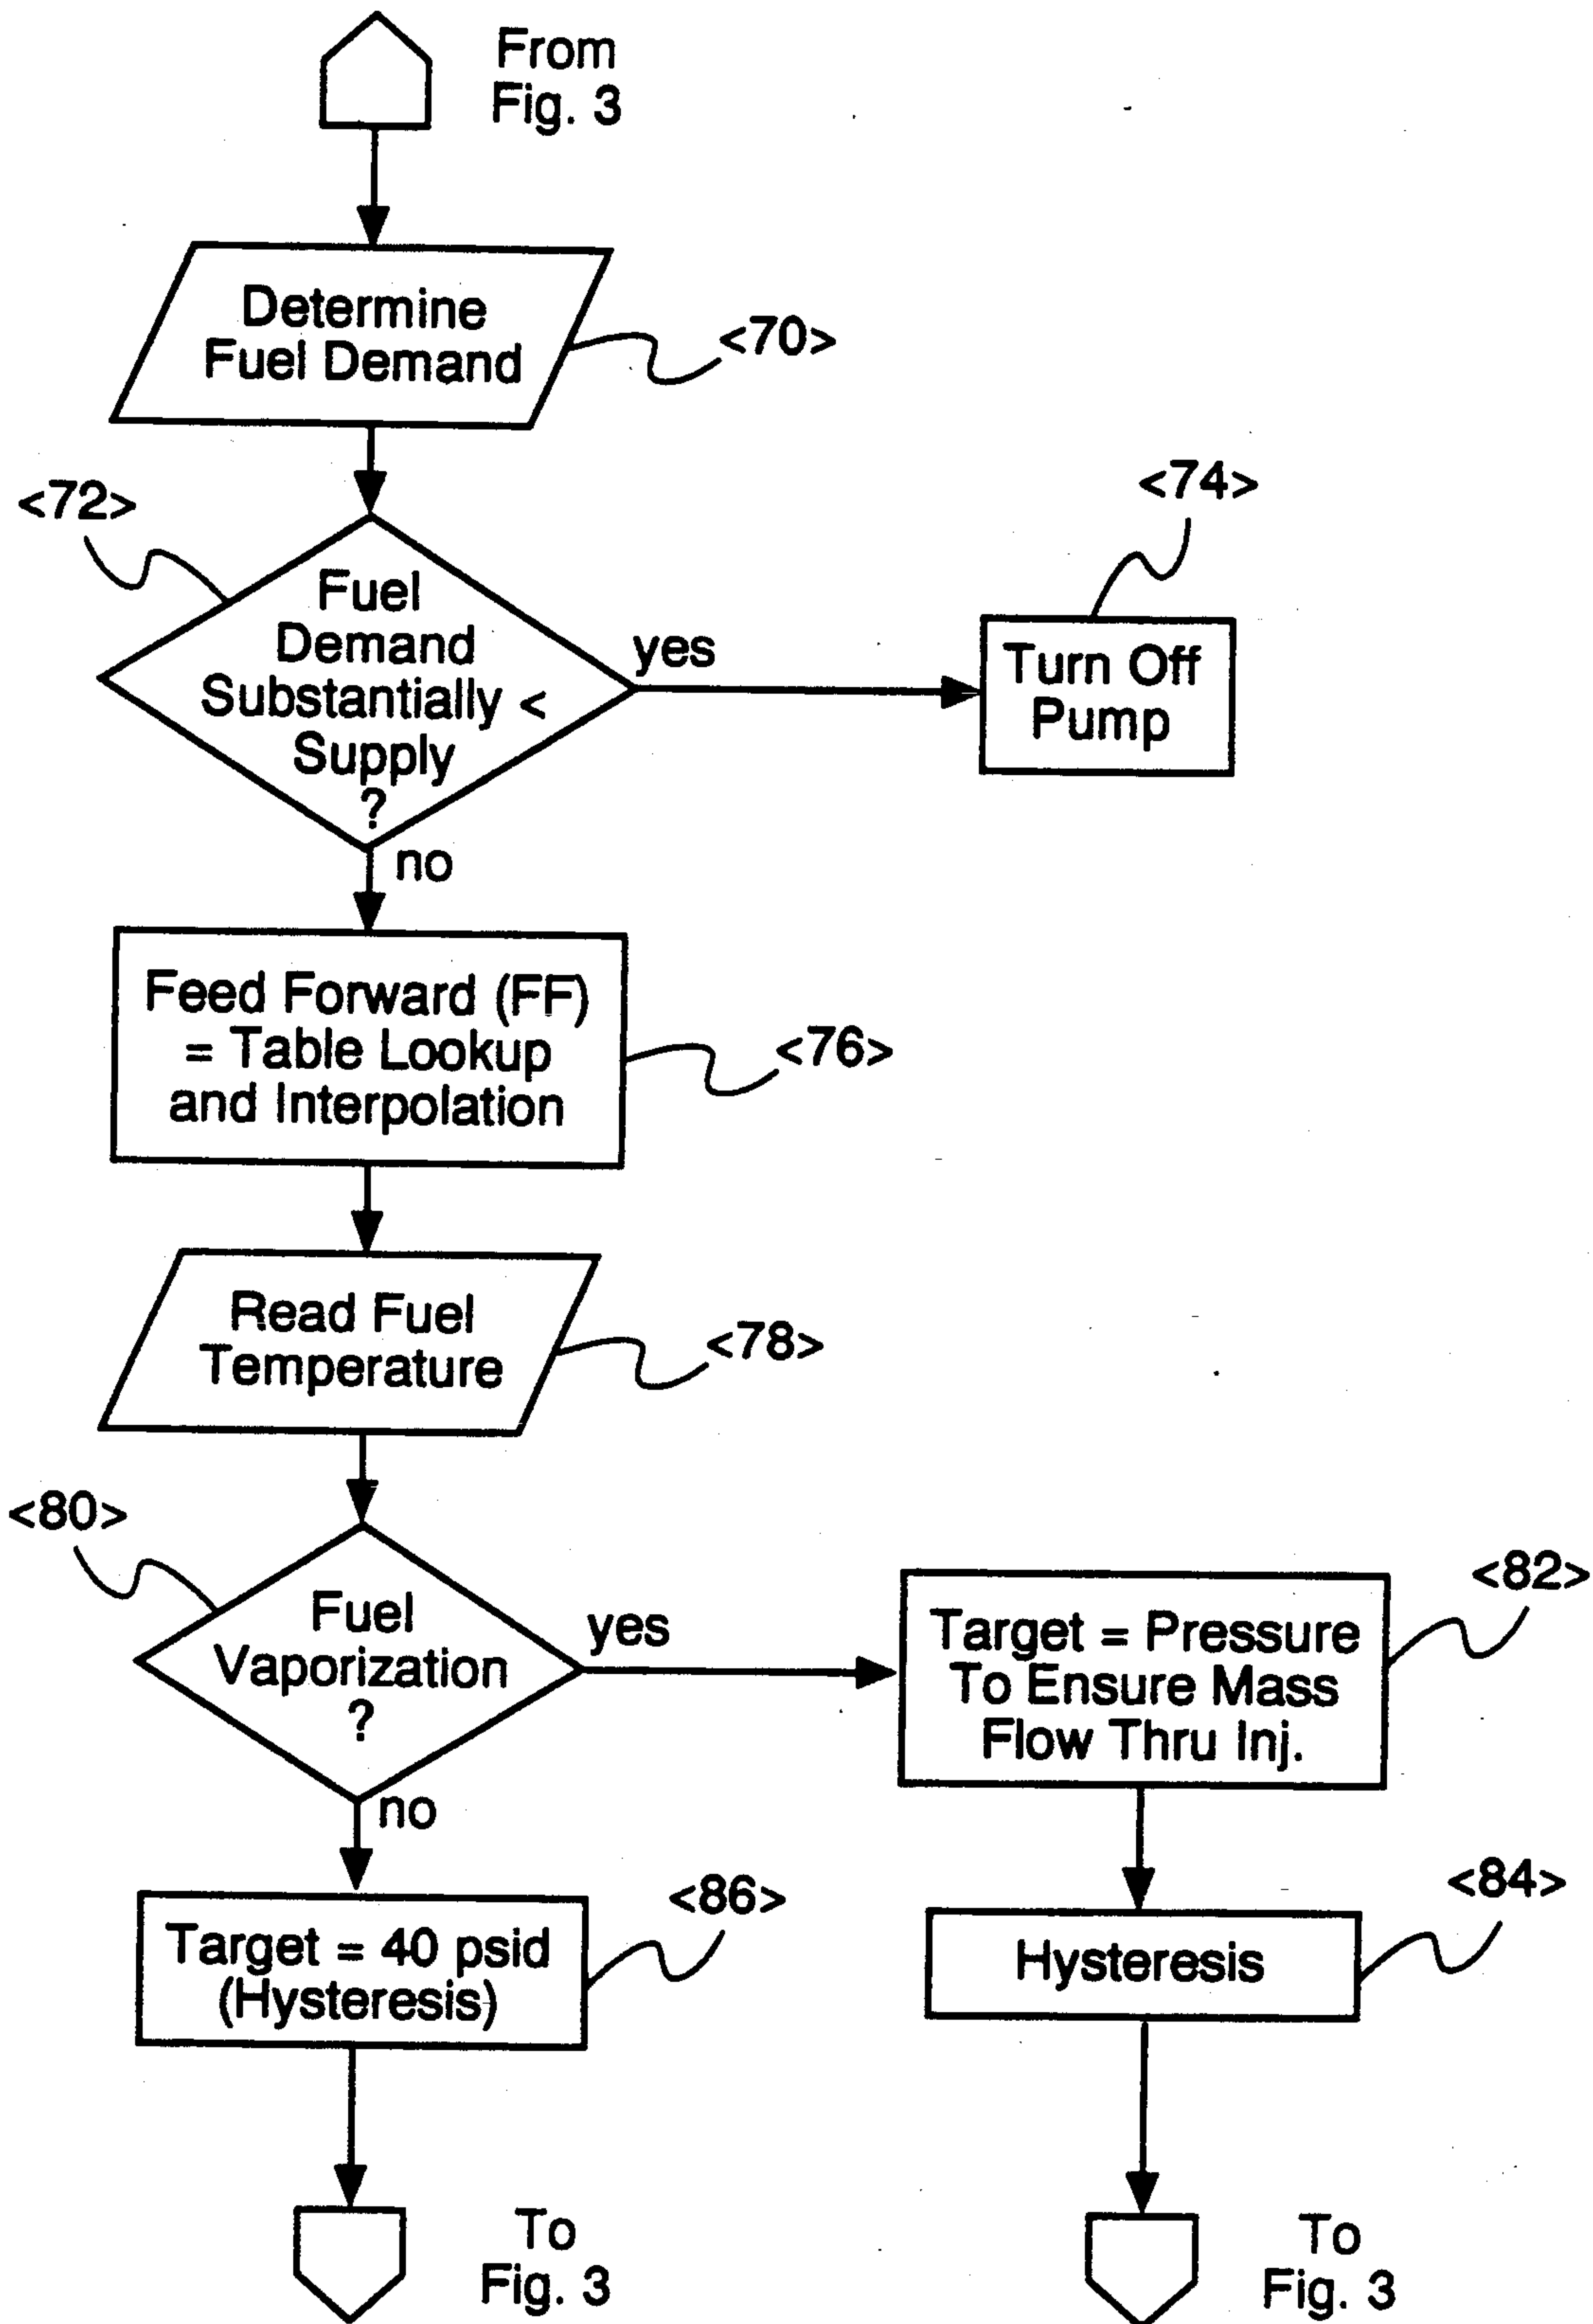 From
Fig. 3
Determine
Fuel Demand
<70>
<72>
Fuel
Demand
Substantially <
Supply
?
yes
<74>
Turn Off
Pump
no
Feed Forward (FF)
= Table Lookup
and Interpolation
<76>
Read Fuel
Temperature
<78>
<80>
Fuel
Vaporization
?
yes
<82>
Target = Pressure
To Ensure Mass
Flow Thru Inj.
no
<84>
Hysteresis
<86>
Target = 40 psid
(Hysteresis)
To
Fig. 3
To
Fig. 3